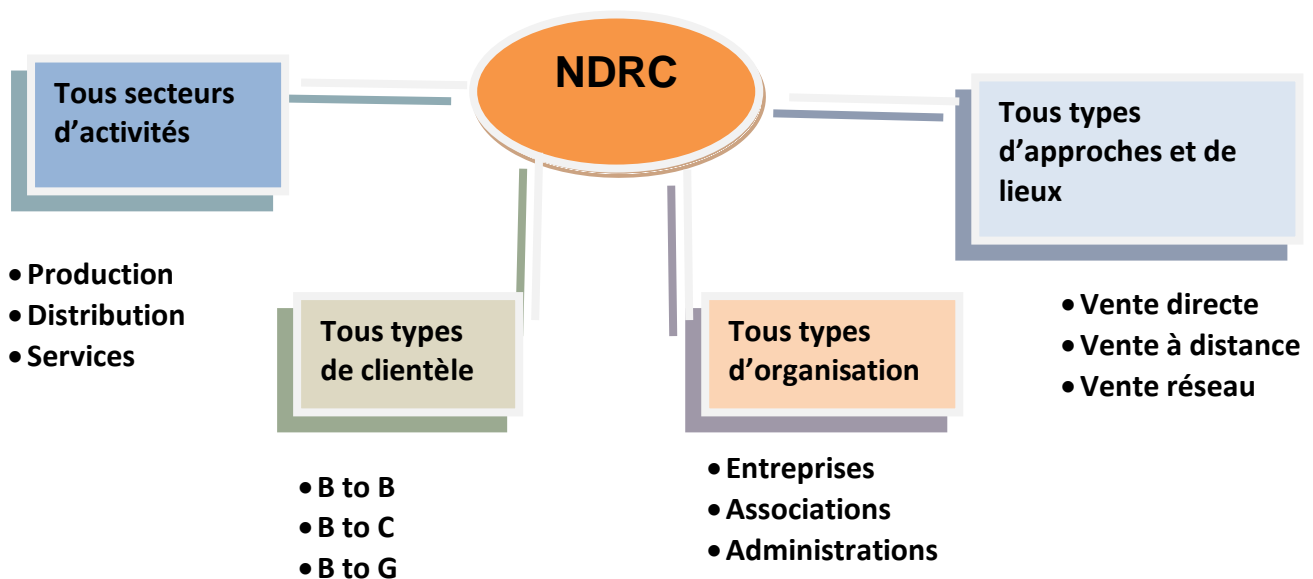 NDRC
Tous secteurs
d’activités
• Production
• Distribution
• Services
Tous types
de clientèle
• B to B
• B to C
• B to G
Tous types
d’organisation
• Entreprises
• Associations
• Administrations
Tous types
d’approches et de
lieux
• Vente directe
• Vente à distance
• Vente réseau